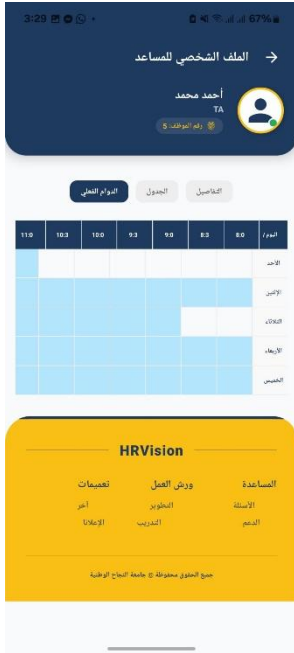 3:29 67%
الملف الشخصي للمساعد
أحمد محمد
TA
رقم الموظف: 5
التفاصيل الجدول الدوام الفعلي
اليوم/ 8:0 8:3 9:0 9:3 10:0 10:3 11:0
الأحد
الإثنين
الثلاثاء
الأربعاء
الخميس
HRVision
المساعدة ورش العمل تعميمات
الأسئلة التطوير آخر
الدعم التدريب الإعلانا
جميع الحقوق محفوظة © جامعة النجاح الوطنية